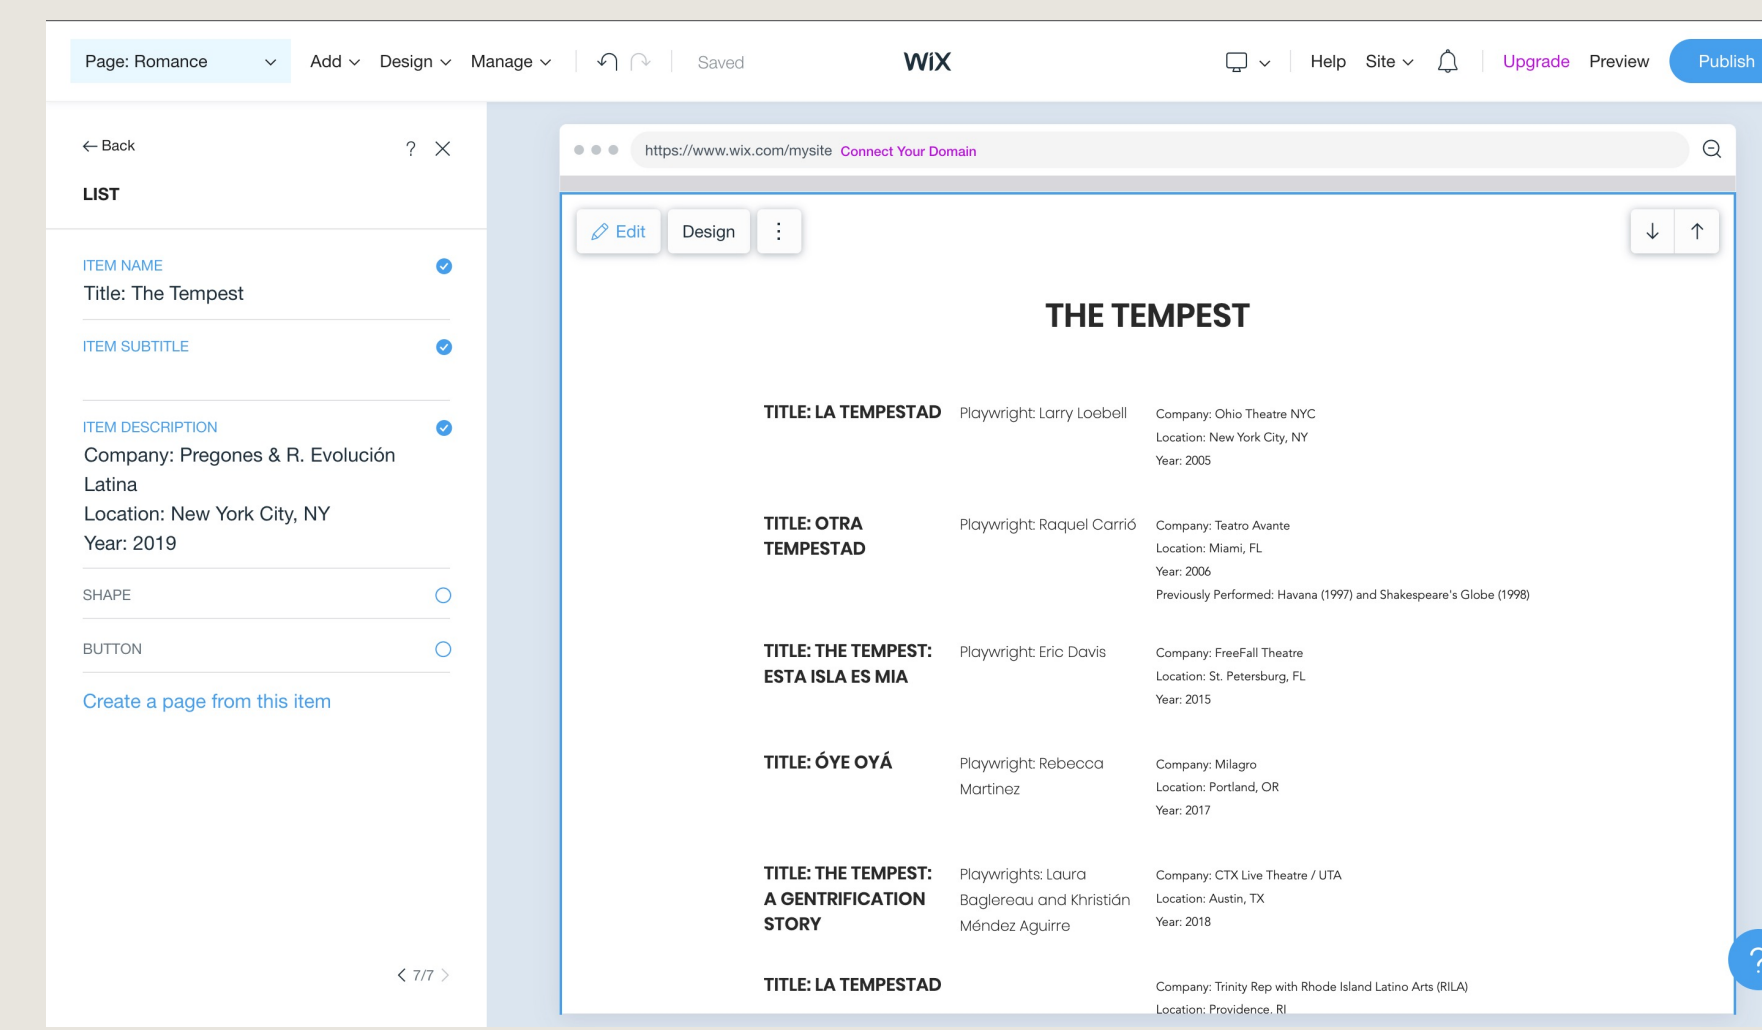 Page: Romance
Add
Design
Manage
Saved
WiX
Help
Site
Upgrade
Preview
Publish
Back
?
LIST
ITEM NAME
Title: The Tempest
ITEM SUBTITLE
ITEM DESCRIPTION
Company: Pregones & R. Evolución
Latina
Location: New York City, NY
Year: 2019
SHAPE
BUTTON
Create a page from this item
7/7
https://www.wix.com/mysite Connect Your Domain
Edit
Design
THE TEMPEST
TITLE: LA TEMPESTAD
Playwright: Larry Loebell
Company: Ohio Theatre NYC
Location: New York City, NY
Year: 2005
TITLE: OTRA
TEMPESTAD
Playwright: Raquel Carrió
Company: Teatro Avante
Location: Miami, FL
Year: 2006
Previously Performed: Havana (1997) and Shakespeare's Globe (1998)
TITLE: THE TEMPEST:
ESTA ISLA ES MIA
Playwright: Eric Davis
Company: FreeFall Theatre
Location: St. Petersburg, FL
Year: 2015
TITLE: ÓYE OYÁ
Playwright: Rebecca
Martinez
Company: Milagro
Location: Portland, OR
Year: 2017
TITLE: THE TEMPEST:
A GENTRIFICATION
STORY
Playwrights: Laura
Baglereau and Khristián
Méndez Aguirre
Company: CTX Live Theatre / UTA
Location: Austin, TX
Year: 2018
TITLE: LA TEMPESTAD
Company: Trinity Rep with Rhode Island Latino Arts (RILA)
Location: Providence, RI
?